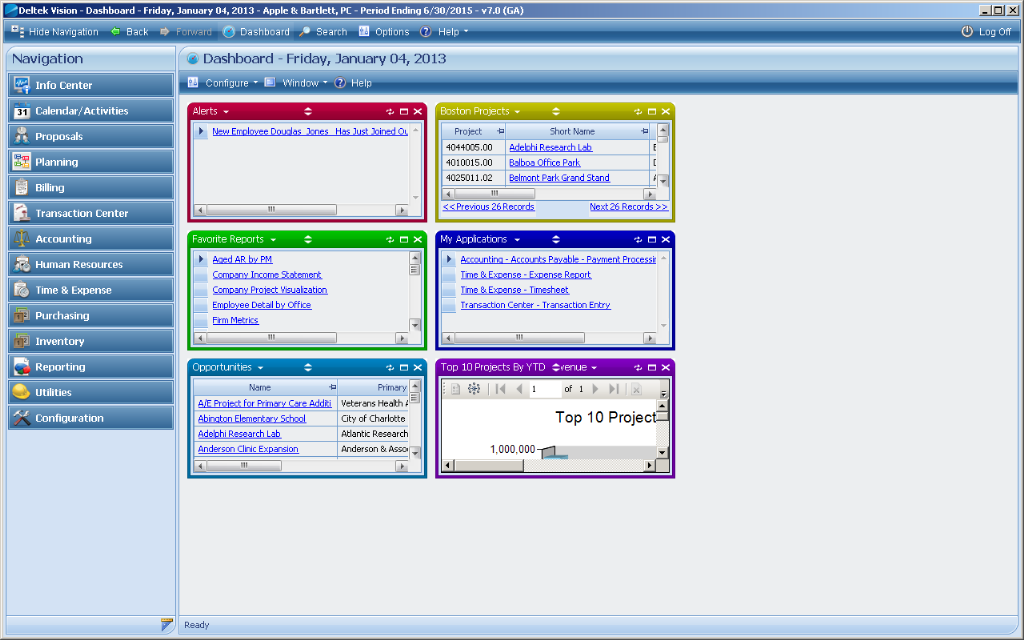 Deltek Vision - Dashboard - Friday, January 04, 2013 - Apple & Bartlett, PC - Period Ending 6/30/2015 - v7.0 (GA)
Hide Navigation Back Forward Dashboard Search Options Help Log Off
Navigation
Info Center
31 Calendar/Activities
Proposals
Planning
Billing
Transaction Center
Accounting
Human Resources
Time & Expense
Purchasing
Inventory
Reporting
Utilities
Configuration
Dashboard - Friday, January 04, 2013
Configure Window Help
Alerts
New Employee Douglas Jones Has Just Joined Ou
Boston Projects
Project Short Name
4044005.00 Adelphi Research Lab
4010015.00 Balboa Office Park
4025011.02 Belmont Park Grand Stand
<<Previous 26 Records Next 26 Records >>
Favorite Reports
Aged AR by PM
Company Income Statement
Company Project Visualization
Employee Detail by Office
Firm Metrics
My Applications
Accounting - Accounts Payable - Payment Processin
Time & Expense - Expense Report
Time & Expense - Timesheet
Transaction Center - Transaction Entry
Opportunities
Name Primary
A/E Project for Primary Care Additi Veterans Health A
Abington Elementary School City of Charlotte
Adelphi Research Lab Atlantic Research
Anderson Clinic Expansion Anderson & Asso
Top 10 Projects By YTD venue
1 of 1
Top 10 Project
1,000,000
Ready